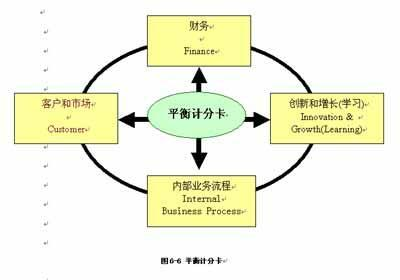 财务
Finance
客户和市场
Customer
平衡计分卡
创新和增长(学习)
Innovation &
Growth(Learning)
内部业务流程
Internal
Business Process
图6-6 平衡计分卡